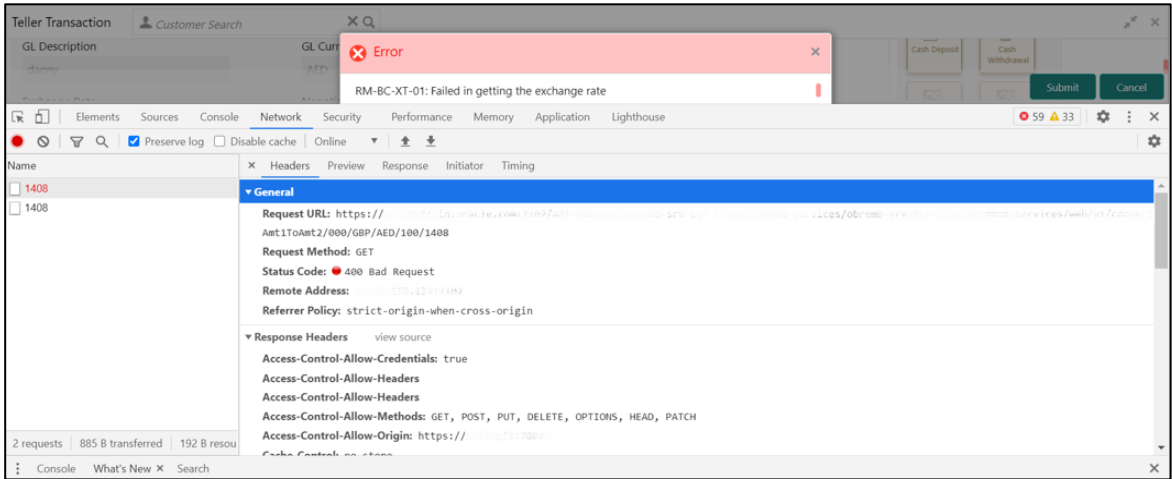 Teller Transaction Customer Search
GL Description GL Curr Error Cash Deposit Cash Withdrawal
danny AED
RM-BC-XT-01: Failed in getting the exchange rate Submit Cancel
Elements Sources Console Network Security Performance Memory Application Lighthouse 59 33
Preserve log Disable cache Online
Name Headers Preview Response Initiator Timing
1408
1408
General
Request URL: https://
Amt1ToAmt2/000/GBP/AED/100/1408
Request Method: GET
Status Code: 400 Bad Request
Remote Address:
Referrer Policy: strict-origin-when-cross-origin
Response Headers view source
Access-Control-Allow-Credentials: true
Access-Control-Allow-Headers
Access-Control-Allow-Headers
Access-Control-Allow-Methods: GET, POST, PUT, DELETE, OPTIONS, HEAD, PATCH
Access-Control-Allow-Origin: https://
2 requests 885 B transferred 192 B resou
Cache-Control: no-store
Console What's New Search